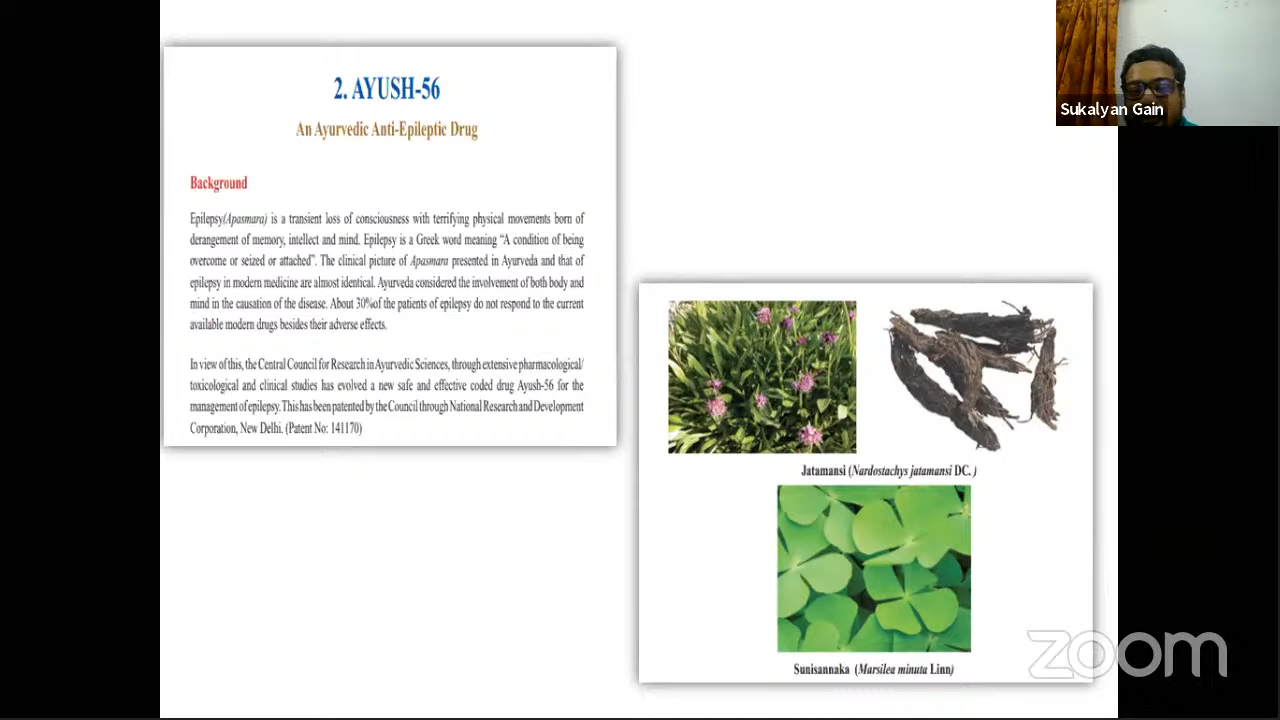 2. AYUSH-56
An Ayurvedic Anti-Epileptic Drug
Background
Epilepsy(Apasmara) is a transient loss of consciousness with terrifying physical movements born of
derangement of memory, intellect and mind. Epilepsy is a Greek word meaning “A condition of being
overcome or seized or attached”. The clinical picture of Apasmara presented in Ayurveda and that of
epilepsy in modern medicine are almost identical. Ayurveda considered the involvement of both body and
mind in the causation of the disease. About 30%of the patients of epilepsy do not respond to the current
available modern drugs besides their adverse effects.
In view of this, the Central Council for Research in Ayurvedic Sciences, through extensive pharmacological/
toxicological and clinical studies has evolved a new safe and effective coded drug Ayush-56 for the
management of epilepsy. This has been patented by the Council through National Research and Development
Corporation, New Delhi. (Patent No: 141170)
Jatamansi (Nardostachys jatamansi DC. )
Sunisannaka (Marsilea minuta Linn)
Sukalyan Gain
zoom